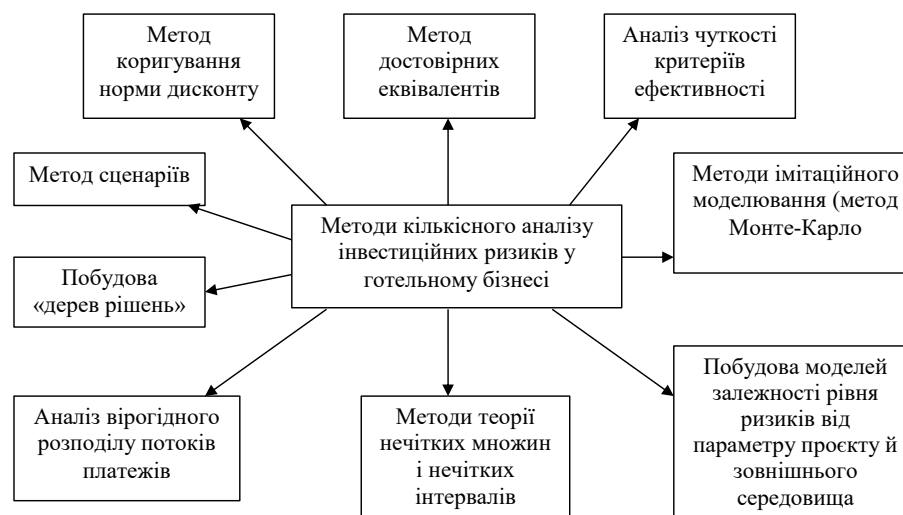 Метод
коригування
норми дисконту
Метод
достовірних
еквівалентів
Аналіз чуткості
критеріїв
ефективності
Метод сценаріїв
Методи кількісного аналізу
інвестиційних ризиків у
готельному бізнесі
Методи імітаційного
моделювання (метод
Монте-Карло
Побудова
«дерев рішень»
Аналіз вірогідного
розподілу потоків
платежів
Методи теорії
нечітких множин
і нечітких
інтервалів
Побудова моделей
залежності рівня
ризиків від
параметру проєкту й
зовнішнього
середовища